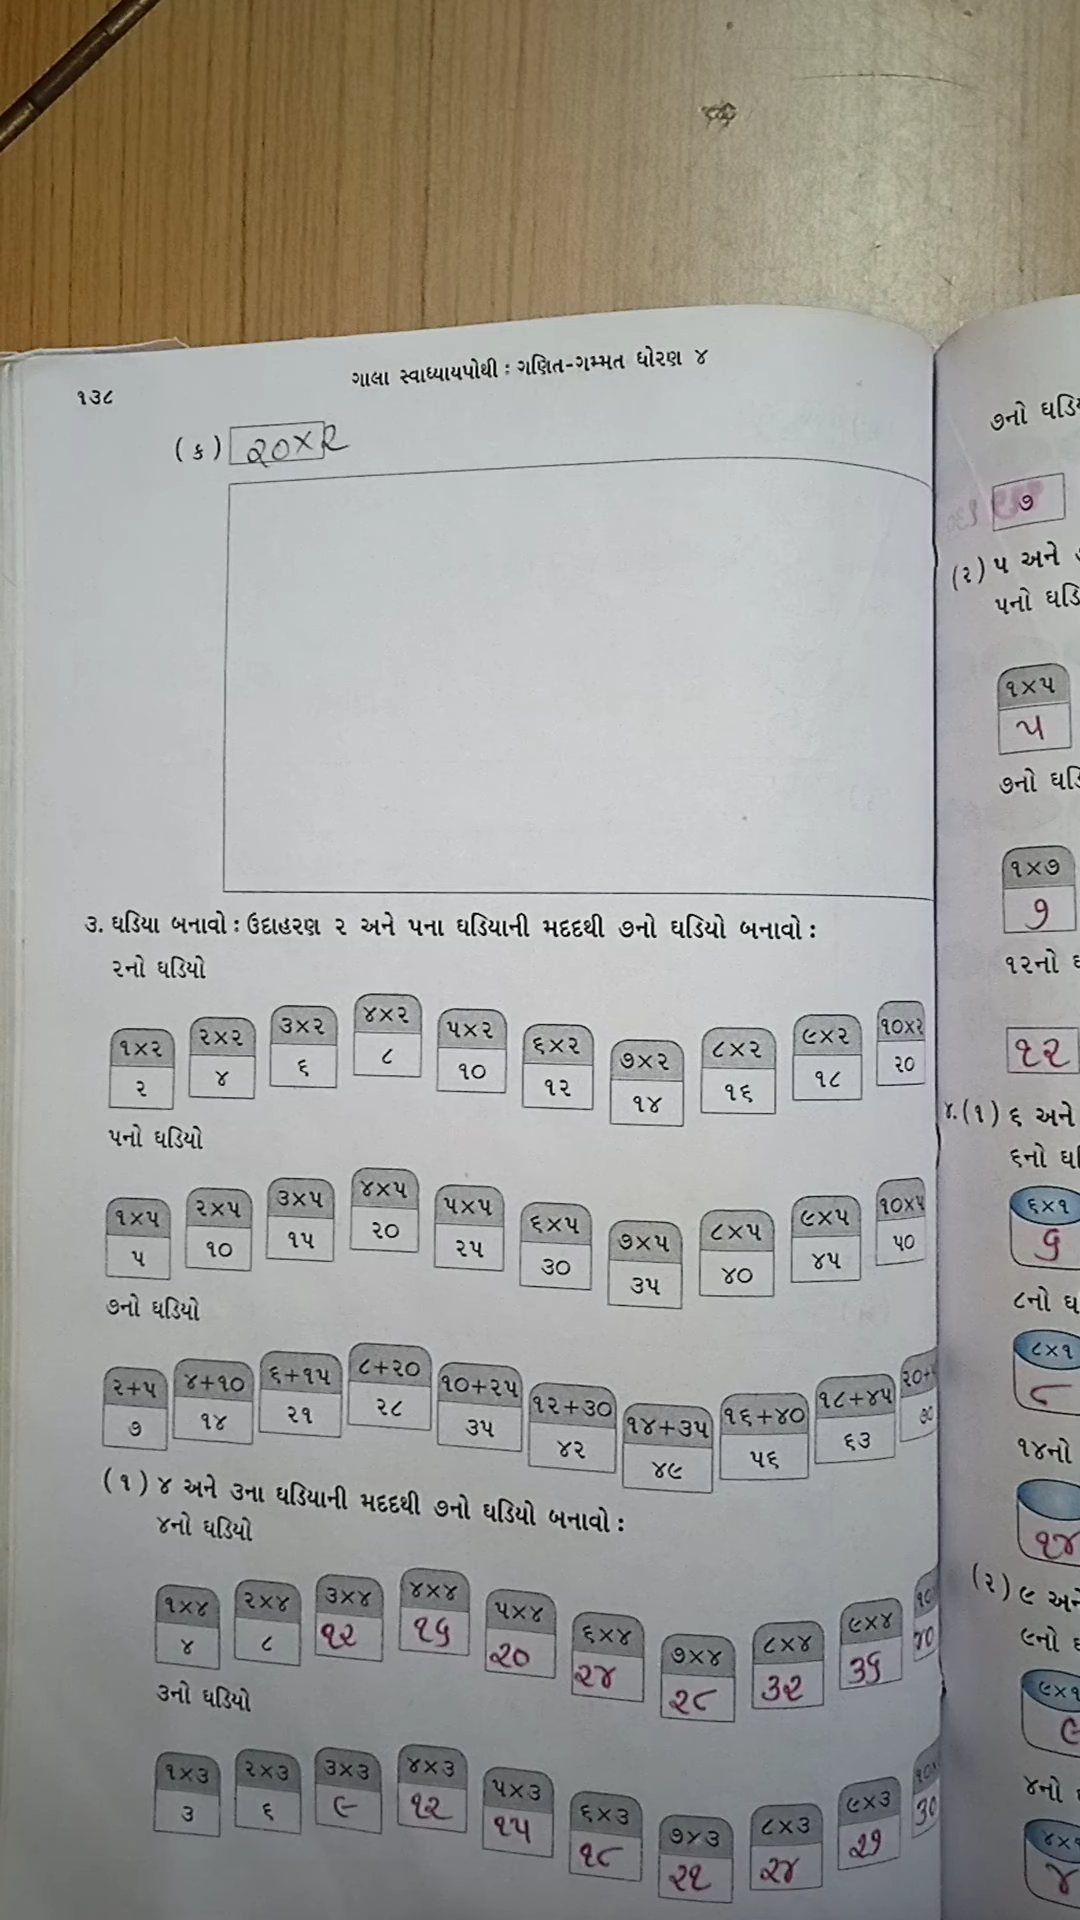 ૧૩૮
ગાલા સ્વાધ્યાયપોથી : ગણિત-ગમ્મત ધોરણ ૪
(ક) ૨૦×૨
૩. ઘડિયા બનાવો : ઉદાહરણ ૨ અને ૫ના ઘડિયાની મદદથી ૭નો ઘડિયો બનાવો :
૨નો ઘડિયો
૧×૨ ૨×૨ ૩×૨ ૪×૨ ૫×૨ ૬×૨ ૭×૨ ૮×૨ ૯×૨ ૧૦×૨
૨ ૪ ૬ ૮ ૧૦ ૧૨ ૧૪ ૧૬ ૧૮ ૨૦
૫નો ઘડિયો
૧×૫ ૨×૫ ૩×૫ ૪×૫ ૫×૫ ૬×૫ ૭×૫ ૮×૫ ૯×૫ ૧૦×૫
૫ ૧૦ ૧૫ ૨૦ ૨૫ ૩૦ ૩૫ ૪૦ ૪૫ ૫૦
૭નો ઘડિયો
૨+૫ ૪+૧૦ ૬+૧૫ ૮+૨૦ ૧૦+૨૫ ૧૨+૩૦ ૧૪+૩૫ ૧૬+૪૦ ૧૮+૪૫ ૨૦+
૭ ૧૪ ૨૧ ૨૮ ૩૫ ૪૨ ૪૯ ૫૬ ૬૩ ૭૦
(૧) ૪ અને ૩ના ઘડિયાની મદદથી ૭નો ઘડિયો બનાવો :
૪નો ઘડિયો
૧×૪ ૨×૪ ૩×૪ ૪×૪ ૫×૪ ૬×૪ ૭×૪ ૮×૪ ૯×૪ ૧૦
૪ ૮ ૧૨ ૧૬ ૨૦ ૨૪ ૨૮ ૩૨ ૩૬ ૪૦
૩નો ઘડિયો
૧×૩ ૨×૩ ૩×૩ ૪×૩ ૫×૩ ૬×૩ ૭×૩ ૮×૩ ૯×૩ ૧૦×
૩ ૬ ૯ ૧૨ ૧૫ ૧૮ ૨૧ ૨૪ ૨૭ ૩૦
૭નો ઘડિ
૭
(૨) ૫ અને
૫નો ઘડિ
૧×૫
૫
૭નો ઘડિ
૧×૭
૭
૧૨નો ઘ
૧૨
૪. (૧) ૬ અને
૬નો ઘ
૬×૧
૬
૮નો ઘ
૮×૧
૮
૧૪નો
૧૪
(૨) ૯ અને
૯નો ઘ
૯×૧
૯
૪નો
૪×૧
૪